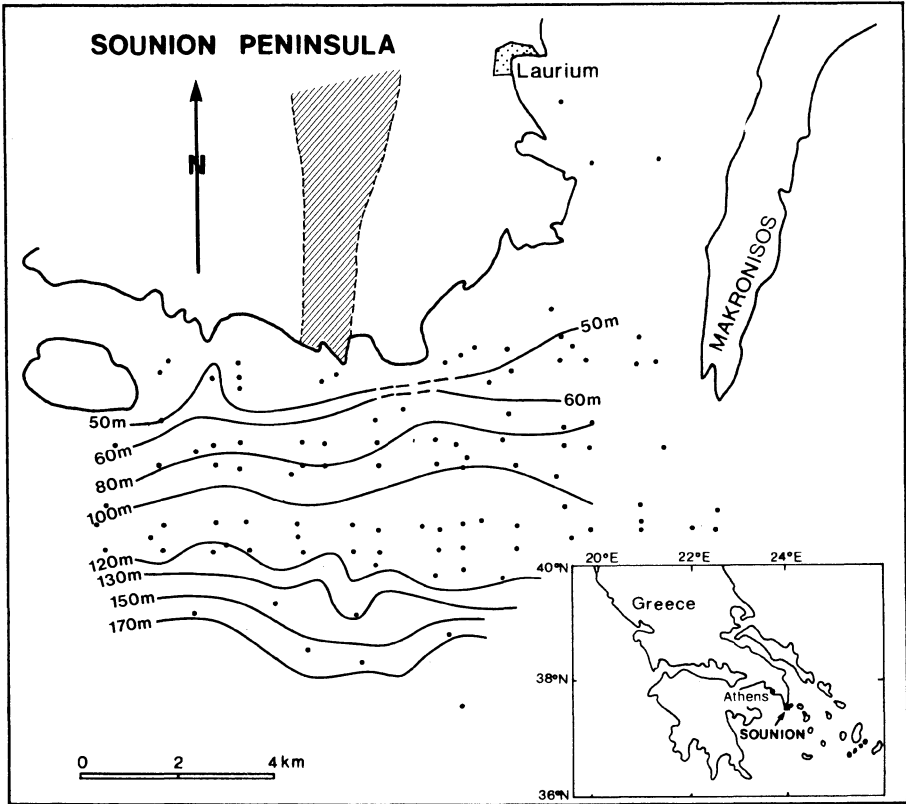 SOUNION PENINSULA
Laurium
N
MAKRONISOS
50m
60m
50m
60m
80m
100m
120m
130m
150m
170m
0 2 4 km
20°E 22°E 24°E
40°N
Greece
38°N
Athens
SOUNION
36°N